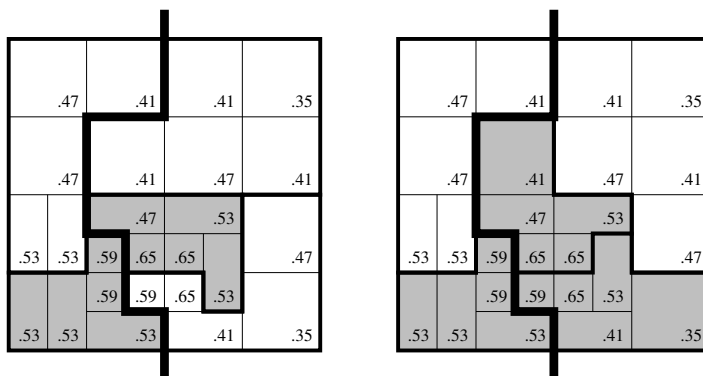 .47 .41 .41 .35 .47 .41 .41 .35
.47 .41 .47 .41 .47 .41 .47 .41
.47 .53 .47 .53
.53 .53 .59 .65 .65 .47 .53 .53 .59 .65 .65 .47
.59 .59 .65 .53 .59 .59 .65 .53
.53 .53 .53 .41 .35 .53 .53 .53 .41 .35